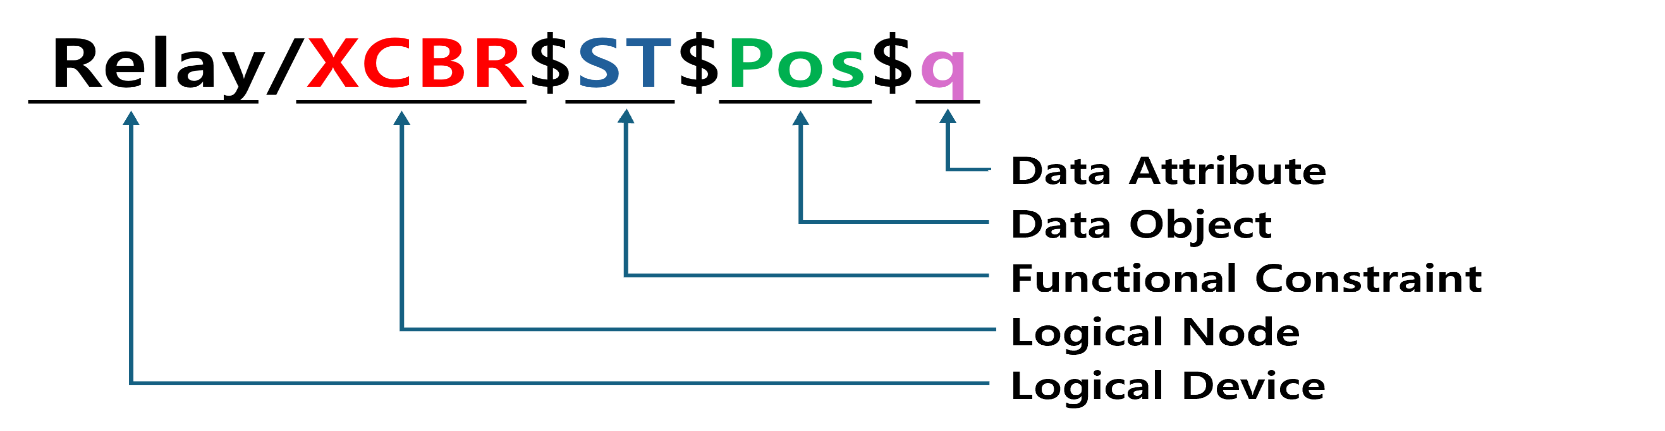 Relay/XCBR$ST$Pos$q
Data Attribute
Data Object
Functional Constraint
Logical Node
Logical Device